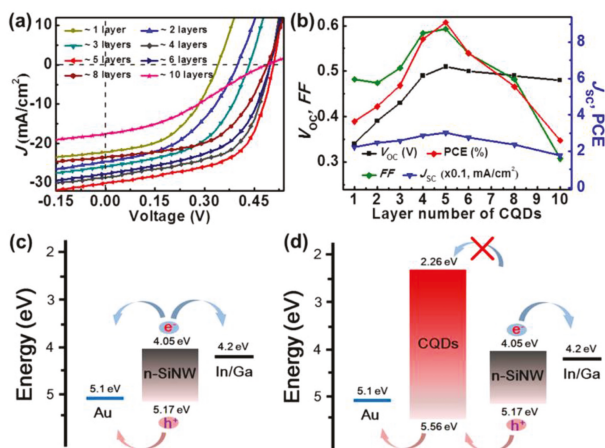 (a)
~ 1 layer
~ 2 layers
~ 3 layers
~ 4 layers
~ 5 layers
~ 6 layers
~ 8 layers
~ 10 layers
J (mA/cm²)
10
0
-10
-20
-30
-0.15
0.00
0.15
0.30
0.45
Voltage (V)
(b)
V_OC, FF
0.6
0.5
0.4
0.3
V_OC (V)
PCE (%)
FF
J_SC (x0.1, mA/cm²)
1
2
3
4
5
6
7
8
9
10
Layer number of CQDs
8
6
4
2
0
J_SC, PCE
(c)
Energy (eV)
2
3
4
5
e⁻
4.05 eV
4.2 eV
n-SiNW
In/Ga
5.1 eV
Au
5.17 eV
h⁺
(d)
Energy (eV)
2
3
4
5
2.26 eV
CQDs
e⁻
4.05 eV
4.2 eV
n-SiNW
In/Ga
5.1 eV
Au
5.17 eV
5.56 eV
h⁺